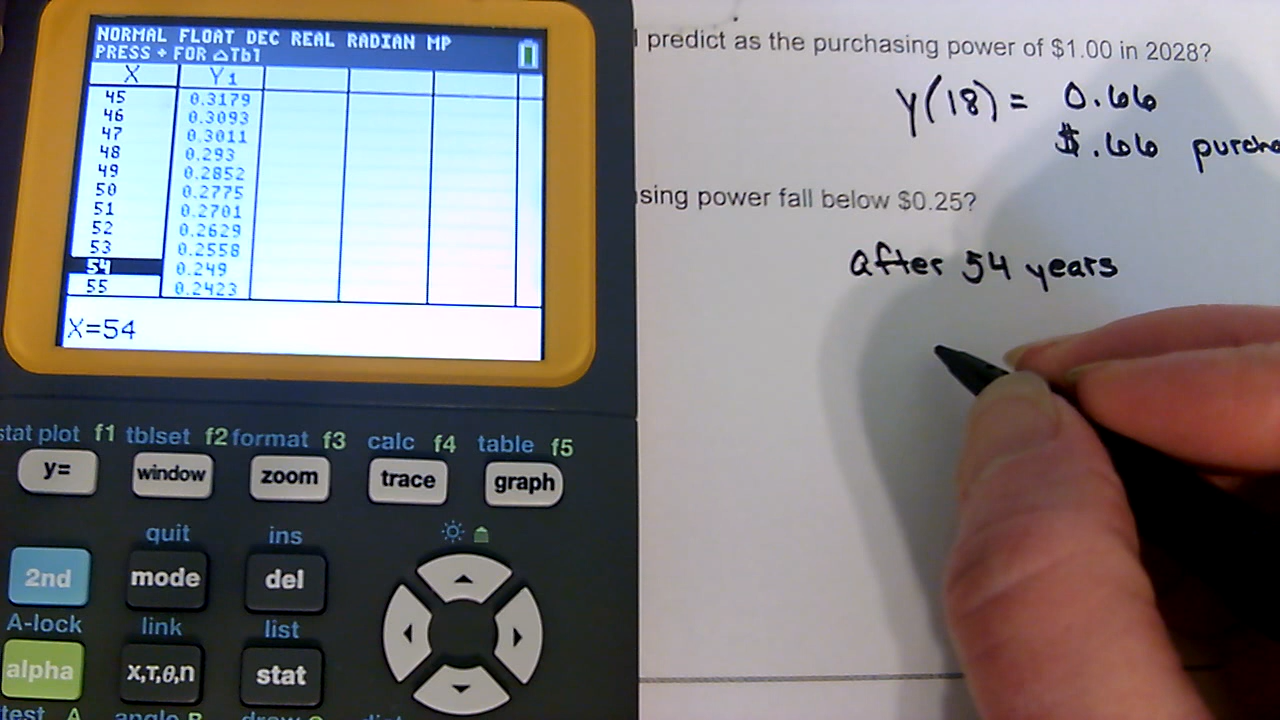 NORMAL FLOAT DEC REAL RADIAN MP
PRESS + FOR △Tbl
X Y1
45 0.3179
46 0.3093
47 0.3011
48 0.293
49 0.2852
50 0.2775
51 0.2701
52 0.2629
53 0.2558
54 0.249
55 0.2423
X=54
predict as the purchasing power of $1.00 in 2028?
y(18) = 0.66
$.66
power fall below $0.25?
after 54 years
stat plot f1 tblset f2 format f3 calc f4 table f5
y= window zoom trace graph
quit ins
2nd mode del
A-lock link list
alpha X,T,θ,n stat
test A angle B